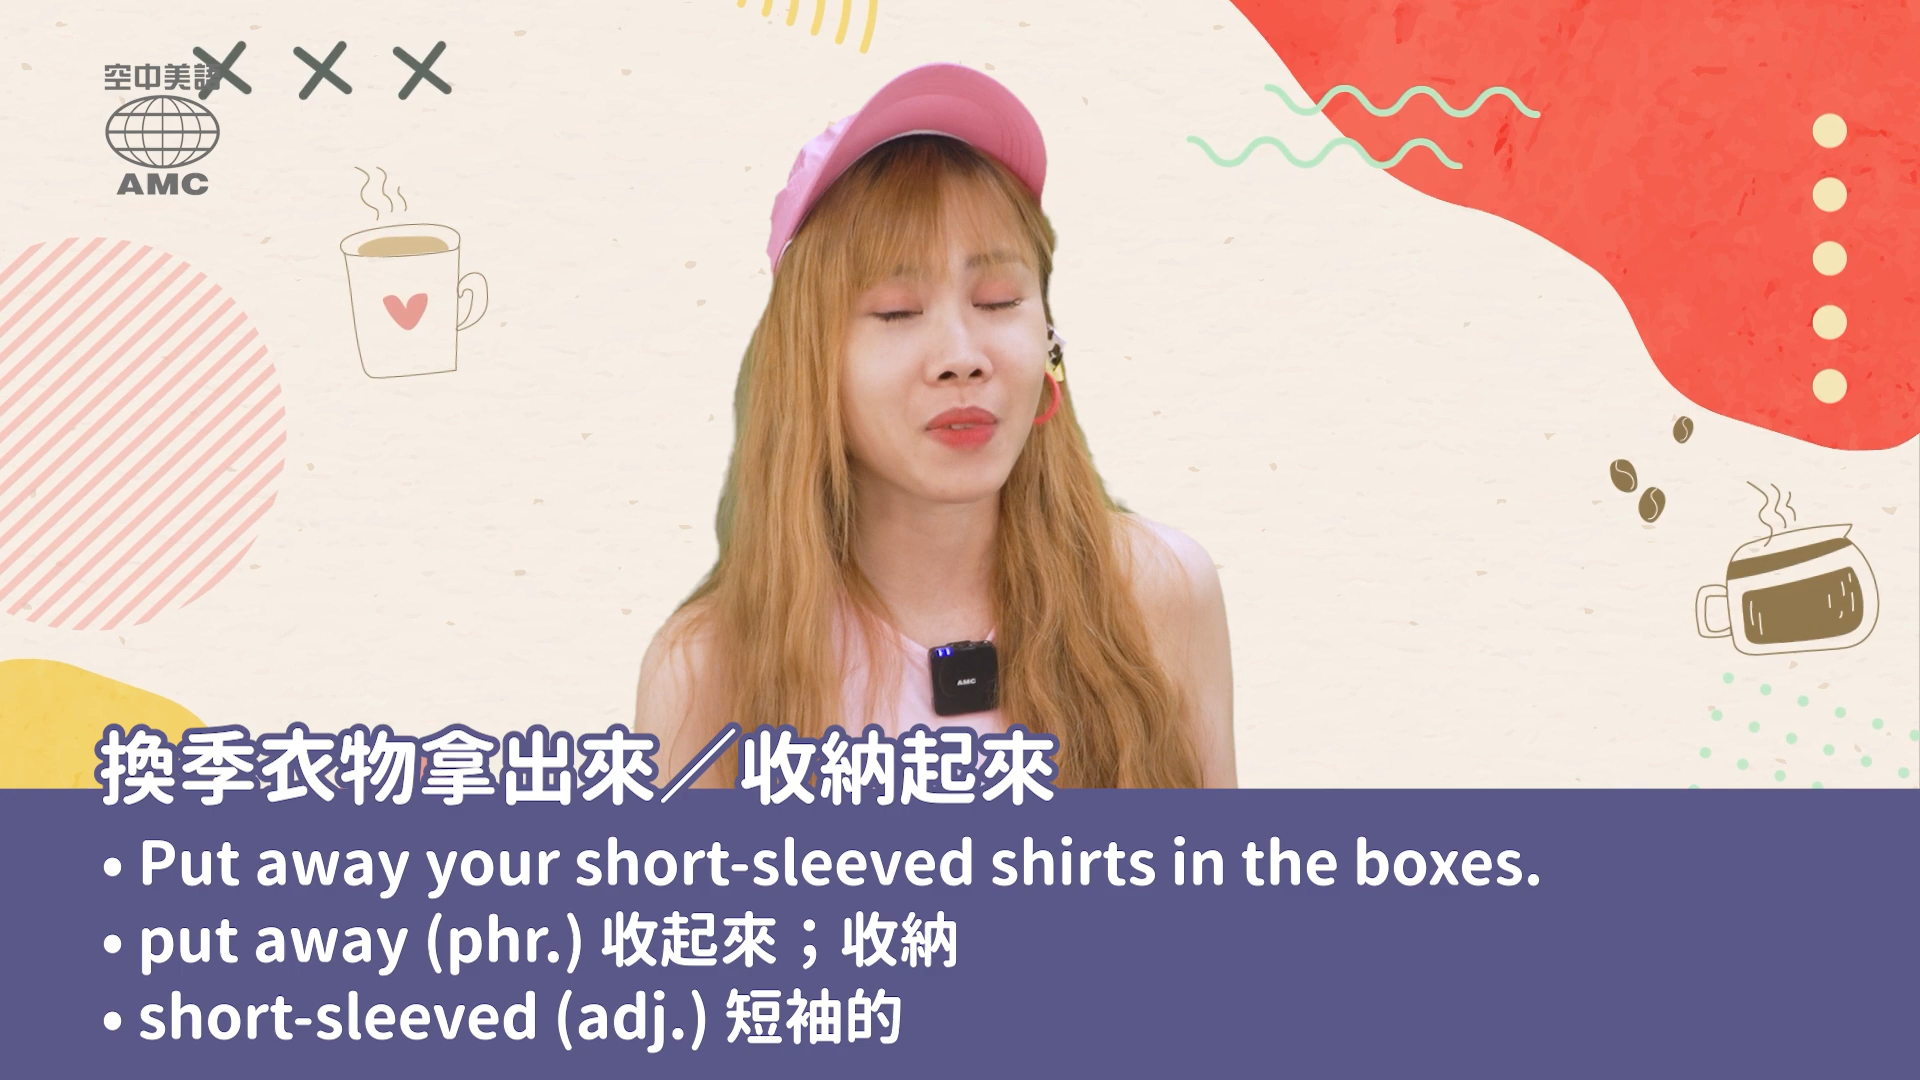 空中美語
AMC
AMC
換季衣物拿出來／收納起來
• Put away your short-sleeved shirts in the boxes.
• put away (phr.) 收起來；收納
• short-sleeved (adj.) 短袖的